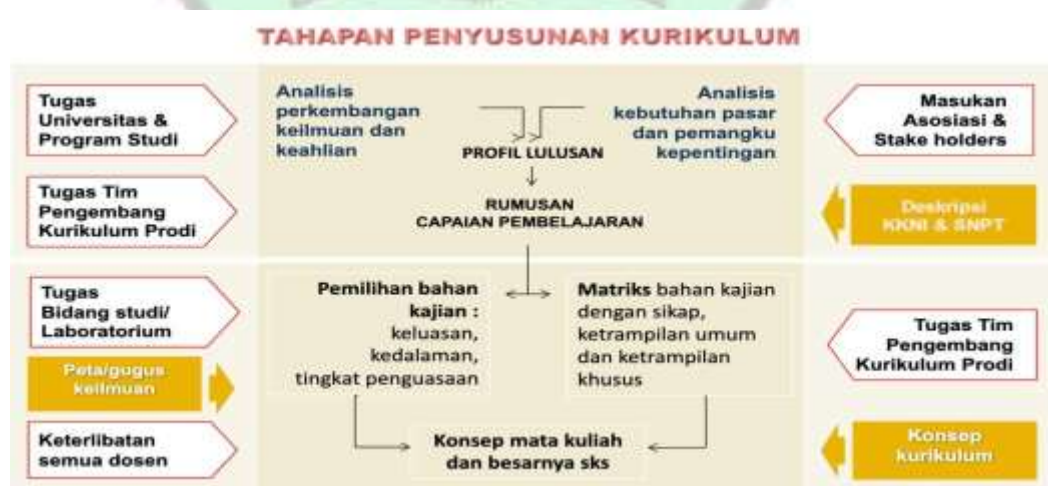 TAHAPAN PENYUSUNAN KURIKULUM
Tugas
Universitas &
Program Studi
Analisis
perkembangan
keilmuan dan
keahlian
Analisis
kebutuhan pasar
dan pemangku
kepentingan
Masukan
Asosiasi &
Stake holders
PROFIL LULUSAN
Tugas Tim
Pengembang
Kurikulum Prodi
RUMUSAN
CAPAIAN PEMBELAJARAN
Deskripsi
KKNI & SNPT
Tugas
Bidang studi/
Laboratorium
Pemilihan bahan
kajian :
keluasan,
kedalaman,
tingkat penguasaan
Matriks bahan kajian
dengan sikap,
ketrampilan umum
dan ketrampilan
khusus
Tugas Tim
Pengembang
Kurikulum Prodi
Peta/gugus
keilmuan
Keterlibatan
semua dosen
Konsep mata kuliah
dan besarnya sks
Konsep
kurikulum